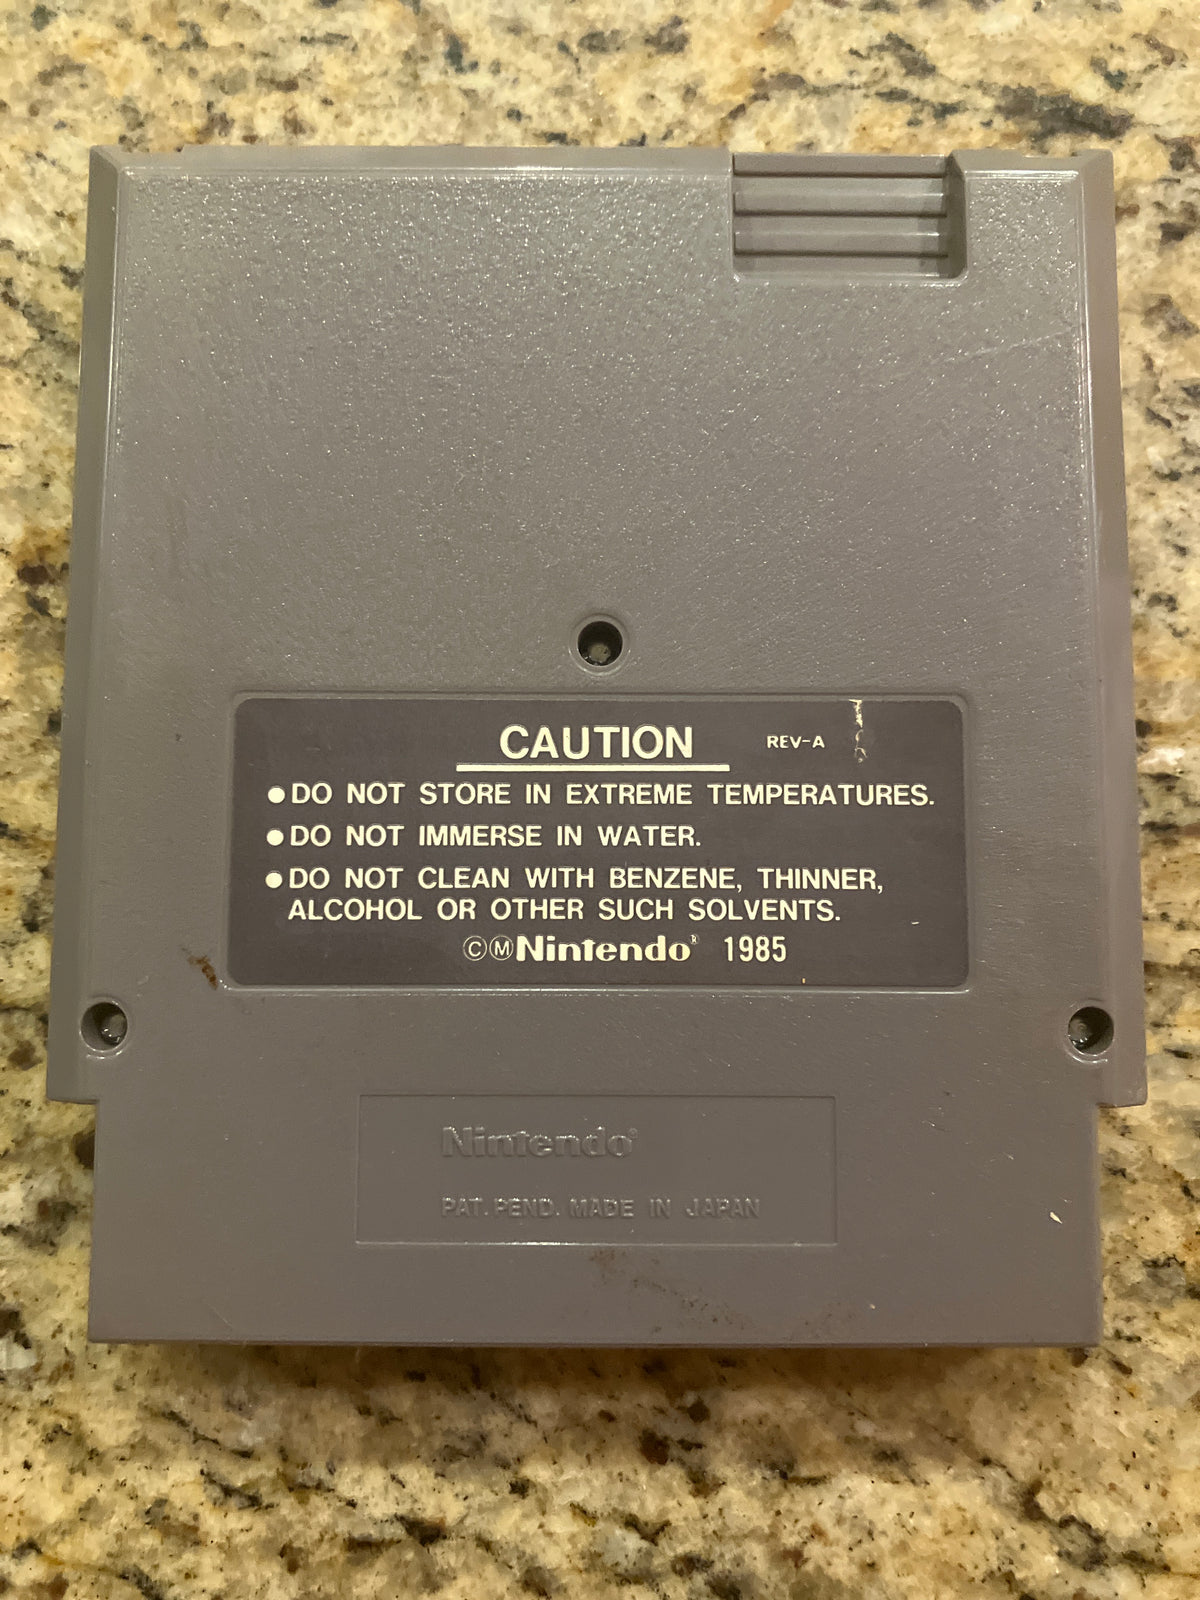 CAUTION REV-A
●DO NOT STORE IN EXTREME TEMPERATURES.
●DO NOT IMMERSE IN WATER.
●DO NOT CLEAN WITH BENZENE, THINNER,
ALCOHOL OR OTHER SUCH SOLVENTS.
©ⓂNintendo® 1985
Nintendo®
PAT. PEND. MADE IN JAPAN